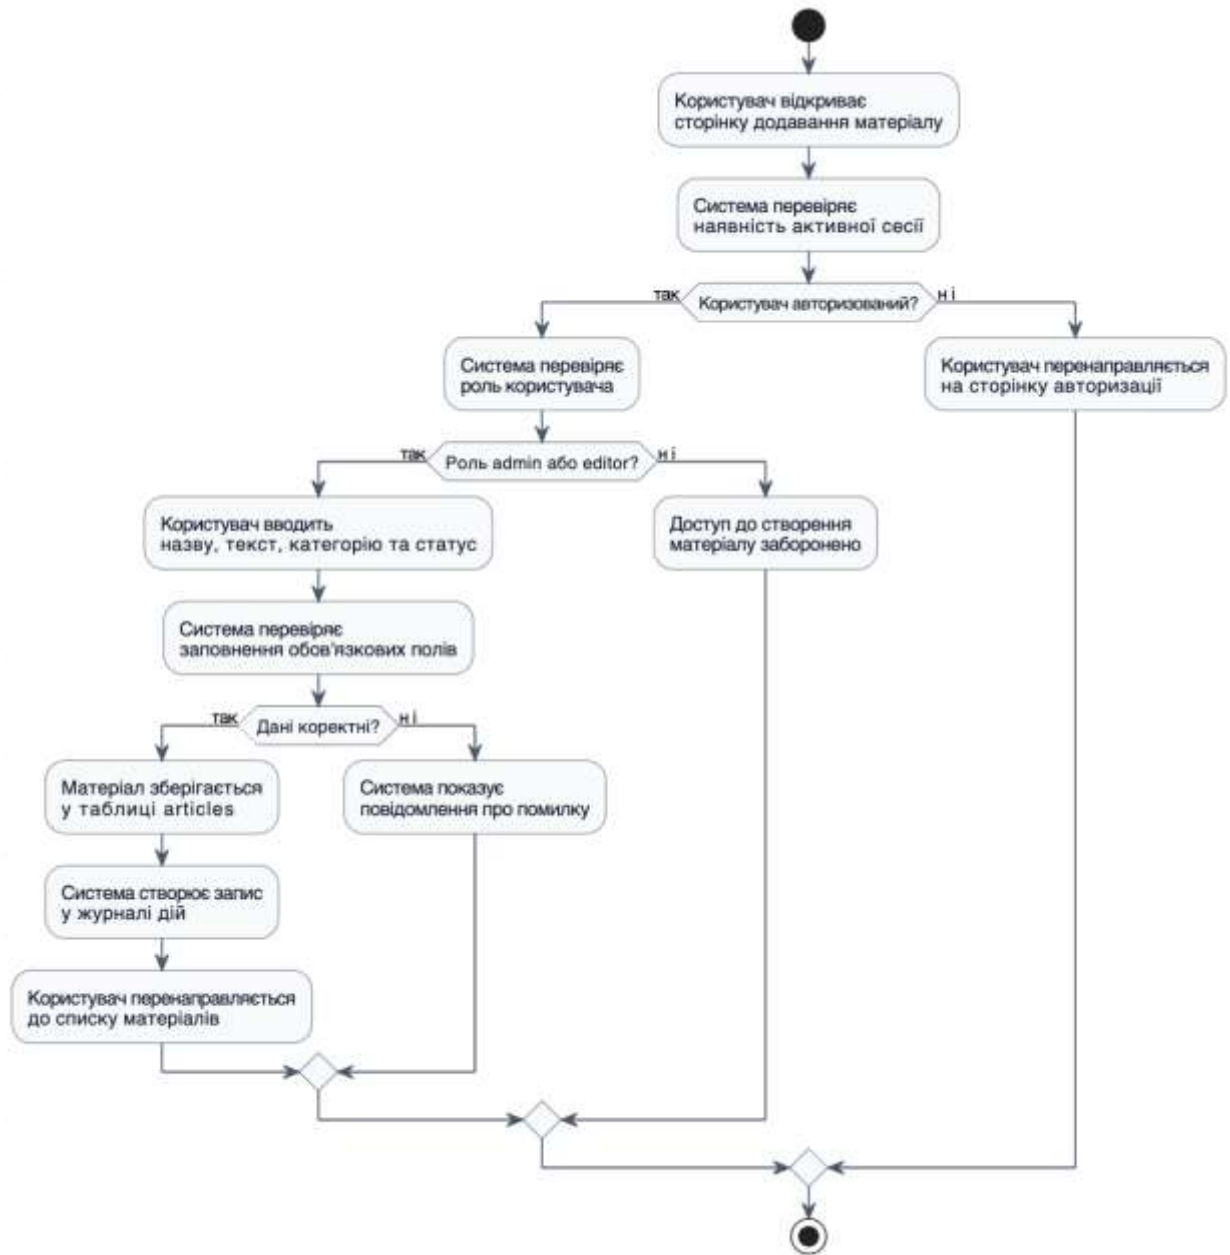 Користувач відкриває
сторінку додавання матеріалу
Система перевіряє
наявність активної сесії
так
Користувач авторизований?
ні
Система перевіряє
роль користувача
Користувач перенаправляється
на сторінку авторизації
так
Роль admin або editor?
ні
Користувач вводить
назву, текст, категорію та статус
Доступ до створення
матеріалу заборонено
Система перевіряє
заповнення обов'язкових полів
так
Дані коректні?
ні
Матеріал зберігається
у таблиці articles
Система показує
повідомлення про помилку
Система створює запис
у журналі дій
Користувач перенаправляється
до списку матеріалів